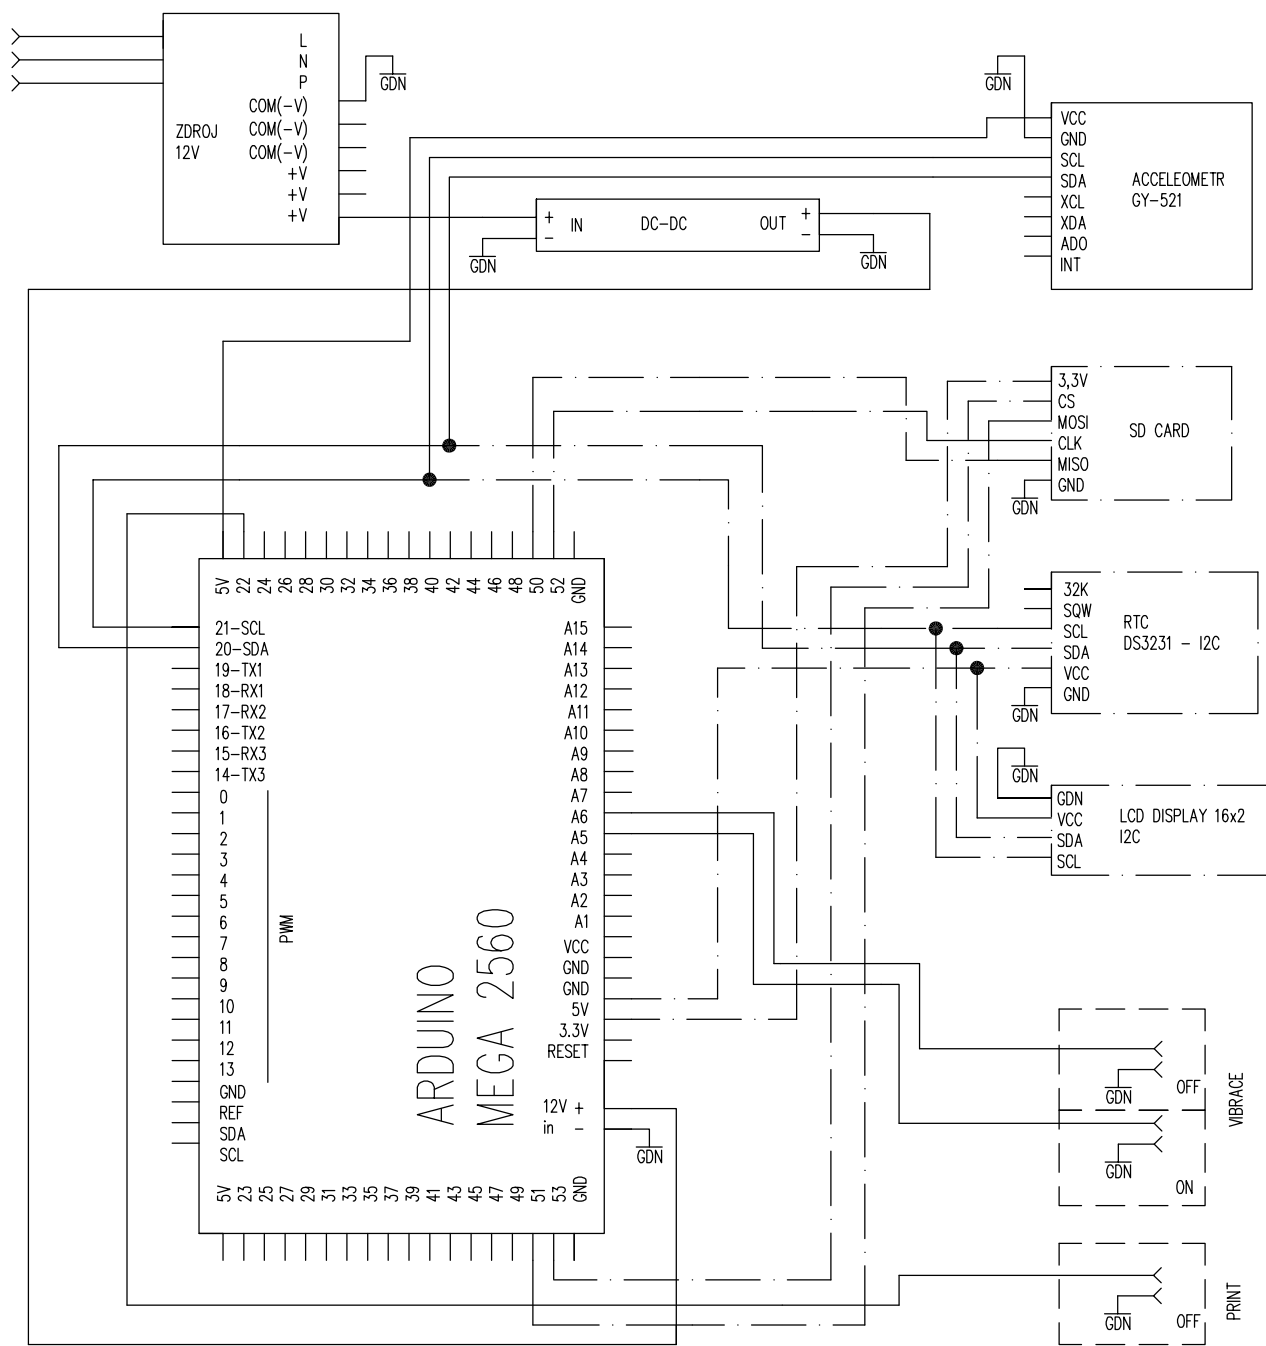 L
N
P
COM(-V)
COM(-V)
COM(-V)
+V
+V
+V
ZDROJ
12V
GDN
GDN
+
-
IN
DC-DC
OUT
+
-
GDN
GDN
VCC
GND
SCL
SDA
XCL
XDA
ADO
INT
ACCELEOMETR
GY-521
3,3V
CS
MOSI
CLK
MISO
GND
SD CARD
GDN
32K
SQW
SCL
SDA
VCC
GND
RTC
DS3231 - I2C
GDN
GDN
GDN
VCC
SDA
SCL
LCD DISPLAY 16x2
I2C
5V
22
24
26
28
30
32
34
36
38
40
42
44
46
48
50
52
GND
21-SCL
20-SDA
19-TX1
18-RX1
17-RX2
16-TX2
15-RX3
14-TX3
0
1
2
3
4
5
6
7
8
9
10
11
12
13
GND
REF
SDA
SCL
PWM
ARDUINO
MEGA 2560
A15
A14
A13
A12
A11
A10
A9
A8
A7
A6
A5
A4
A3
A2
A1
VCC
GND
GND
5V
3.3V
RESET
12V +
in -
GDN
5V
23
25
27
29
31
33
35
37
39
41
43
45
47
49
51
53
GND
GDN
OFF
GDN
ON
VIBRACE
GDN
OFF
PRINT